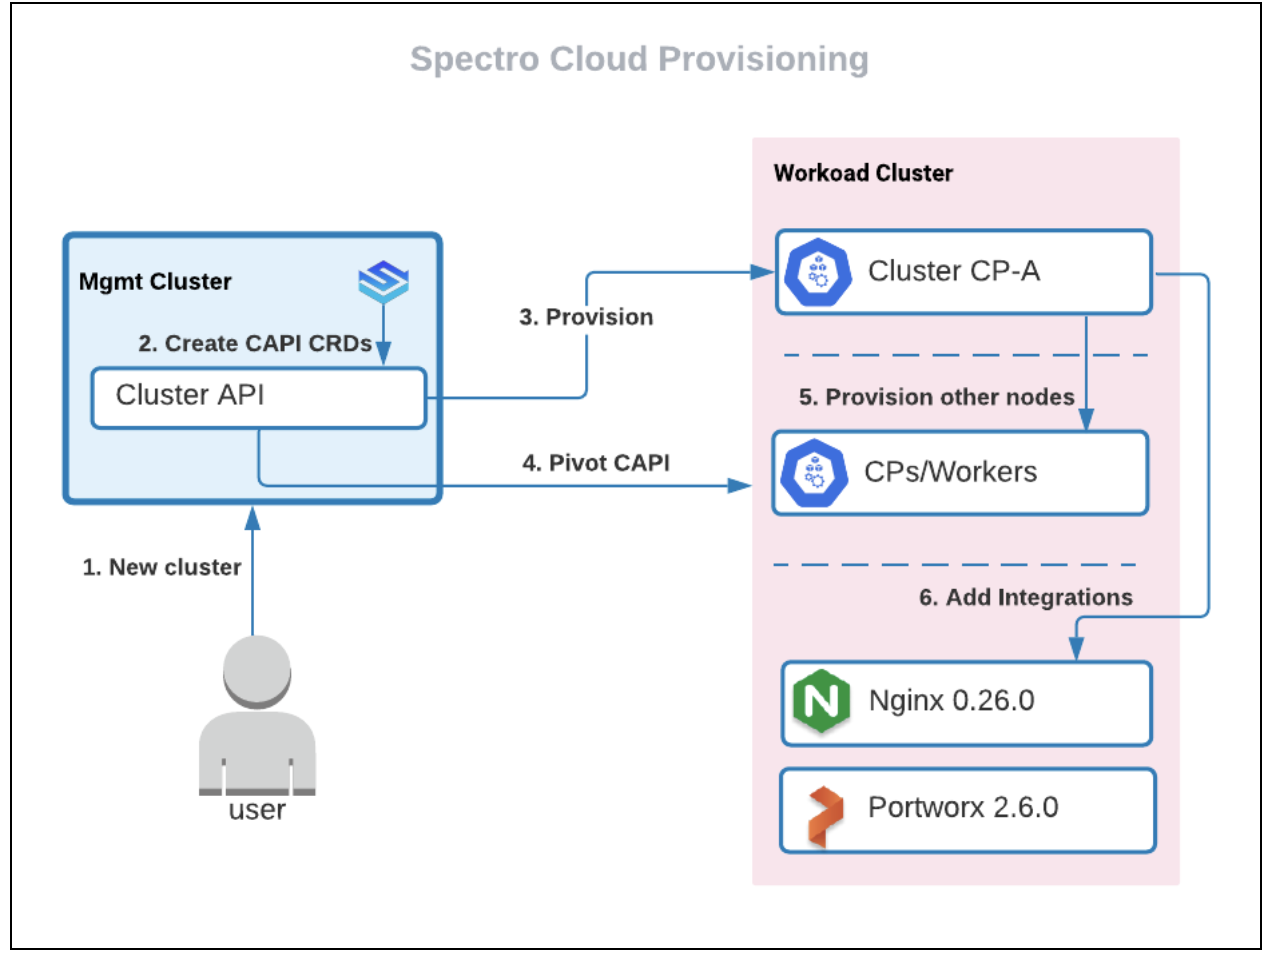 Spectro Cloud Provisioning
Workoad Cluster
Cluster CP-A
Mgmt Cluster
3. Provision
2. Create CAPI CRDs
Cluster API
5. Provision other nodes
4. Pivot CAPI
CPs/Workers
1. New cluster
6. Add Integrations
N
Nginx 0.26.0
user
Portworx 2.6.0